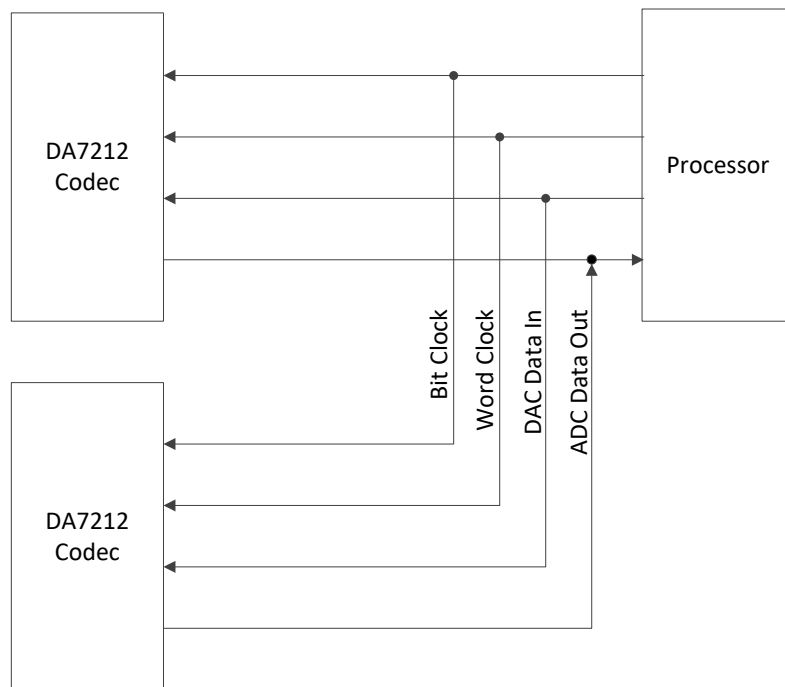 DA7212
Codec
Processor
Bit Clock
Word Clock
DAC Data In
ADC Data Out
DA7212
Codec